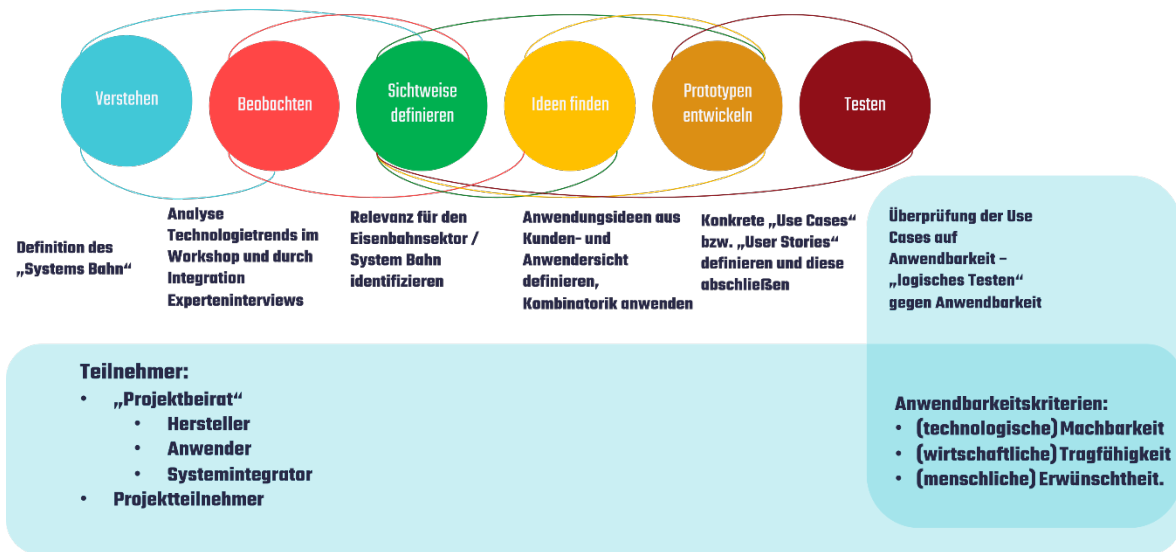 Verstehen
Beobachten
Sichtweise
definieren
Ideen finden
Prototypen
entwickeln
Testen
Definition des
„Systems Bahn“
Analyse
Technologietrends im
Workshop und durch
Integration
Experteninterviews
Relevanz für den
Eisenbahnsektor /
System Bahn
identifizieren
Anwendungsideen aus
Kunden- und
Anwendersicht
definieren,
Kombinatorik anwenden
Konkrete „Use Cases“
bzw. „User Stories“
definieren und diese
abschließen
Überprüfung der Use
Cases auf
Anwendbarkeit –
„logisches Testen“
gegen Anwendbarkeit
Teilnehmer:
• „Projektbeirat“
• Hersteller
• Anwender
• Systemintegrator
• Projektteilnehmer
Anwendbarkeitskriterien:
• (technologische) Machbarkeit
• (wirtschaftliche) Tragfähigkeit
• (menschliche) Erwünschtheit.